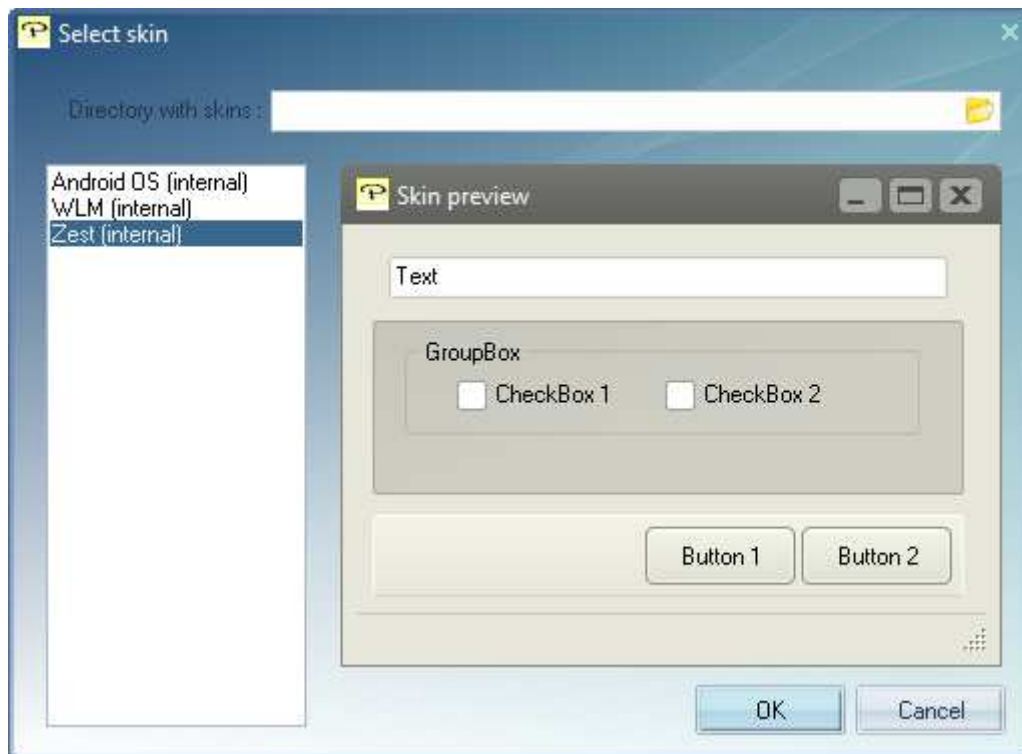 Select skin
Directory with skins :
Android OS (internal)
WLM (internal)
Zest (internal)
Skin preview
Text
GroupBox
CheckBox 1 CheckBox 2
Button 1 Button 2
OK Cancel